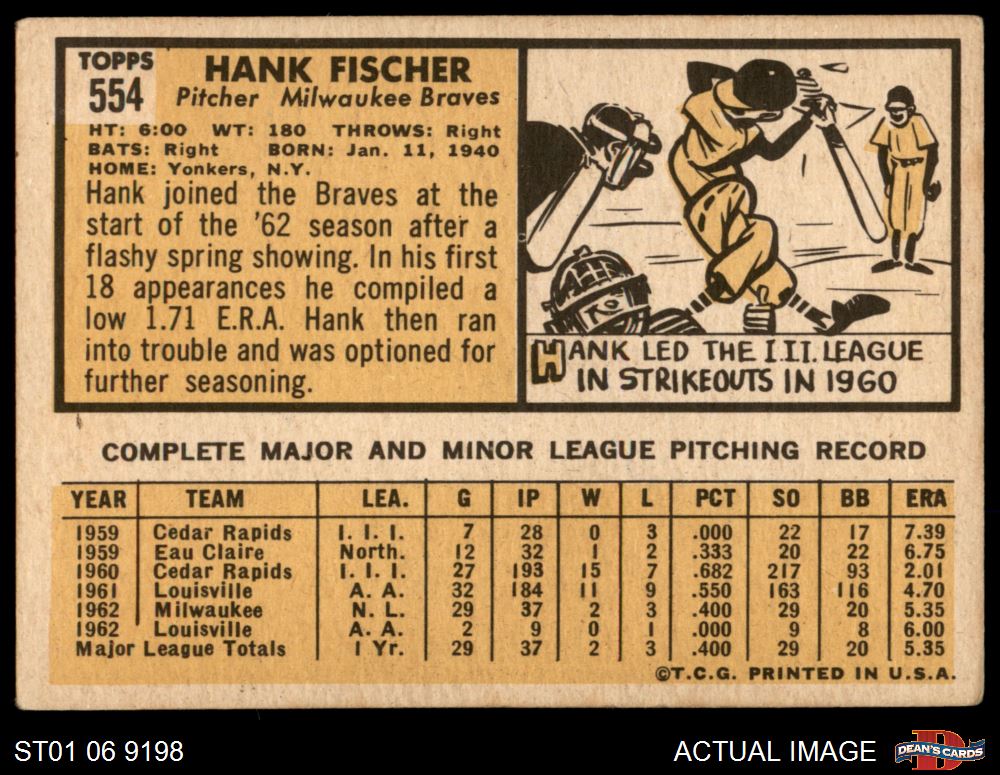 TOPPS
554
HANK FISCHER
Pitcher Milwaukee Braves
HT: 6:00 WT: 180 THROWS: Right
BATS: Right BORN: Jan. 11, 1940
HOME: Yonkers, N.Y.
Hank joined the Braves at the
start of the '62 season after a
flashy spring showing. In his first
18 appearances he compiled a
low 1.71 E.R.A. Hank then ran
into trouble and was optioned for
further seasoning.
KO
HANK LED THE I.I.I. LEAGUE
IN STRIKEOUTS IN 1960
COMPLETE MAJOR AND MINOR LEAGUE PITCHING RECORD
YEAR TEAM LEA. G IP W L PCT SO BB ERA
1959 Cedar Rapids I. I. I. 7 28 0 3 .000 22 17 7.39
1959 Eau Claire North. 12 32 1 2 .333 20 22 6.75
1960 Cedar Rapids I. I. I. 27 193 15 7 .682 217 93 2.01
1961 Louisville A. A. 32 184 11 9 .550 163 116 4.70
1962 Milwaukee N. L. 29 37 2 3 .400 29 20 5.35
1962 Louisville A. A. 2 9 0 1 .000 9 8 6.00
Major League Totals 1 Yr. 29 37 2 3 .400 29 20 5.35
©T.C.G. PRINTED IN U.S.A.
ST01 06 9198
ACTUAL IMAGE
D
DEAN'S CARDS